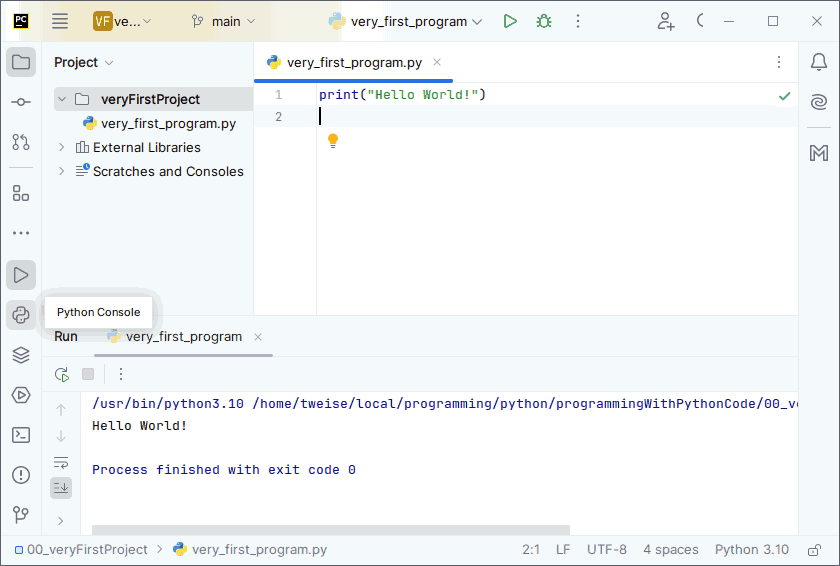 PC VF ve... main very_first_program
Project
very_first_program.py
veryFirstProject
very_first_program.py
External Libraries
Scratches and Consoles
1 print("Hello World!")
2
Python Console
Run very_first_program
/usr/bin/python3.10 /home/tweise/local/programming/python/programmingWithPythonCode/00_ve
Hello World!
Process finished with exit code 0
00_veryFirstProject > very_first_program.py 2:1 LF UTF-8 4 spaces Python 3.10